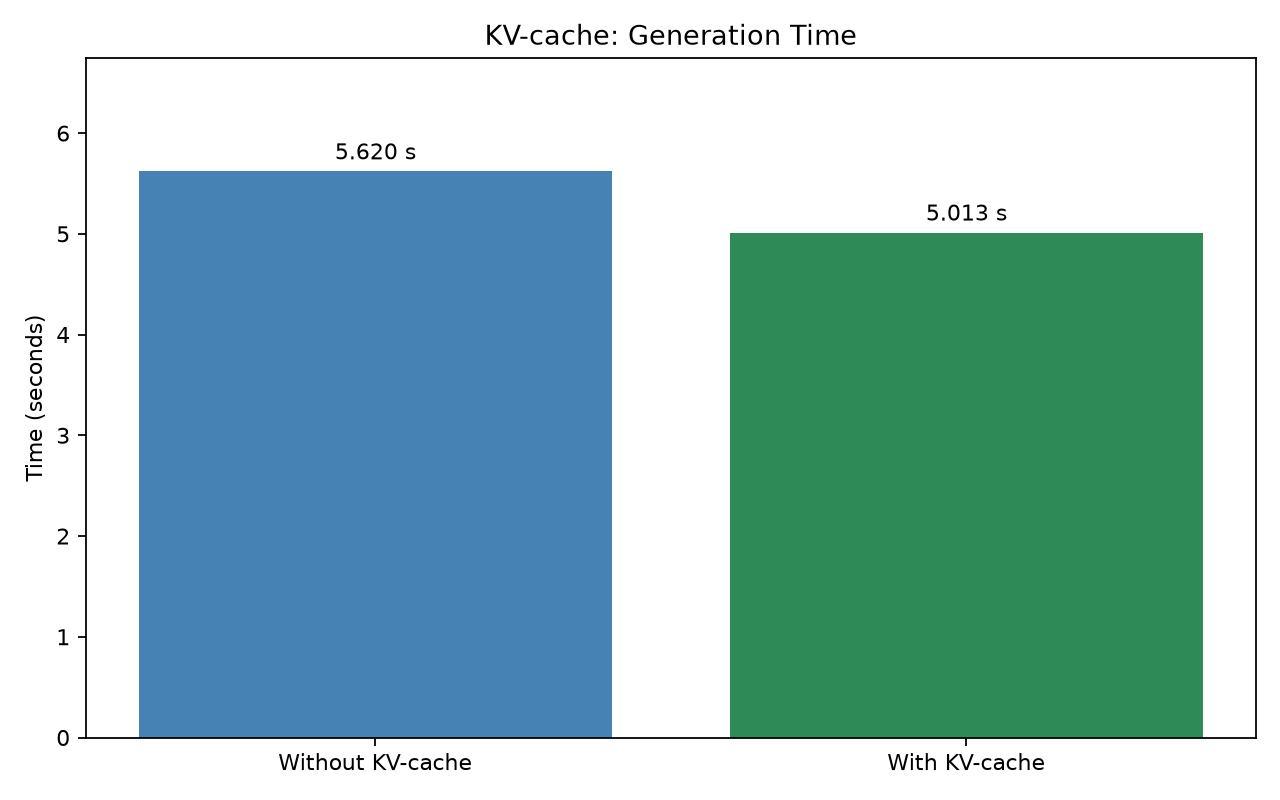 KV-cache: Generation Time
Time (seconds)
6
5
4
3
2
1
0
5.620 s
5.013 s
Without KV-cache
With KV-cache